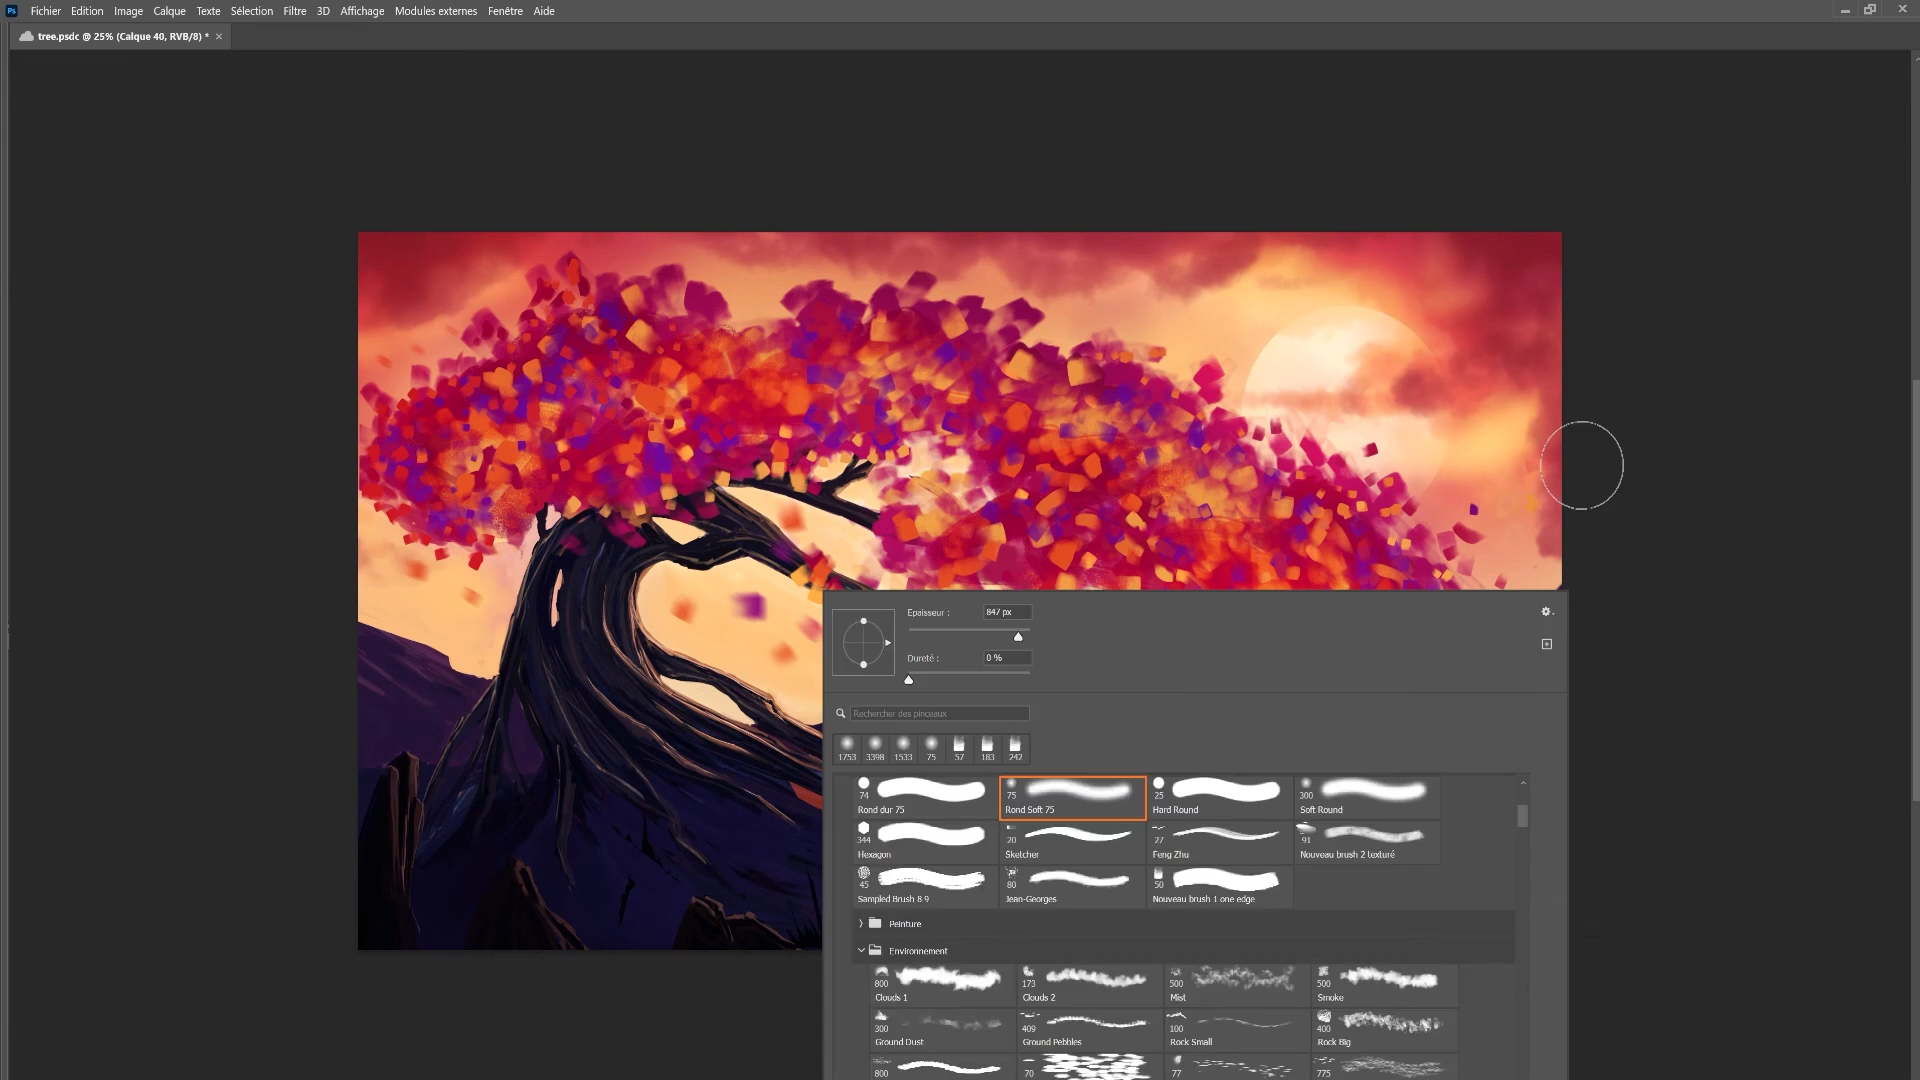 Ps Fichier Edition Image Calque Texte Sélection Filtre 3D Affichage Modules externes Fenêtre Aide
tree.psdc @ 25% (Calque 40, RVB/8) * ×
Epaisseur : 847 px
Dureté : 0 %
Rechercher des pinceaux
1753 3398 1533 75 57 183 242
74 75 25 300
Rond dur 75 Rond Soft 75 Hard Round Soft Round
344 20 27 91
Hexagon Sketcher Feng Zhu Nouveau brush 2 texturé
45 80 50
Sampled Brush 8 9 Jean-Georges Nouveau brush 1 one edge
Peinture
Environnement
800 173 500 500
Clouds 1 Clouds 2 Mist Smoke
300 409 100 400
Ground Dust Ground Pebbles Rock Small Rock Big
800 70 77 775